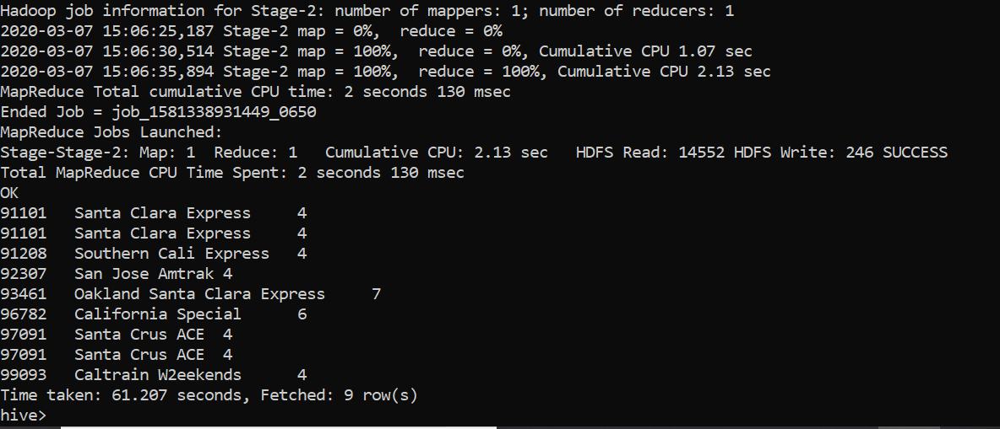 Hadoop job information for Stage-2: number of mappers: 1; number of reducers: 1
2020-03-07 15:06:25,187 Stage-2 map = 0%,  reduce = 0%
2020-03-07 15:06:30,514 Stage-2 map = 100%,  reduce = 0%, Cumulative CPU 1.07 sec
2020-03-07 15:06:35,894 Stage-2 map = 100%,  reduce = 100%, Cumulative CPU 2.13 sec
MapReduce Total cumulative CPU time: 2 seconds 130 msec
Ended Job = job_1581338931449_0650
MapReduce Jobs Launched:
Stage-Stage-2: Map: 1  Reduce: 1   Cumulative CPU: 2.13 sec   HDFS Read: 14552 HDFS Write: 246 SUCCESS
Total MapReduce CPU Time Spent: 2 seconds 130 msec
OK
91101   Santa Clara Express     4
91101   Santa Clara Express     4
91208   Southern Cali Express   4
92307   San Jose Amtrak 4
93461   Oakland Santa Clara Express     7
96782   California Special      6
97091   Santa Crus ACE  4
97091   Santa Crus ACE  4
99093   Caltrain W2eekends      4
Time taken: 61.207 seconds, Fetched: 9 row(s)
hive>